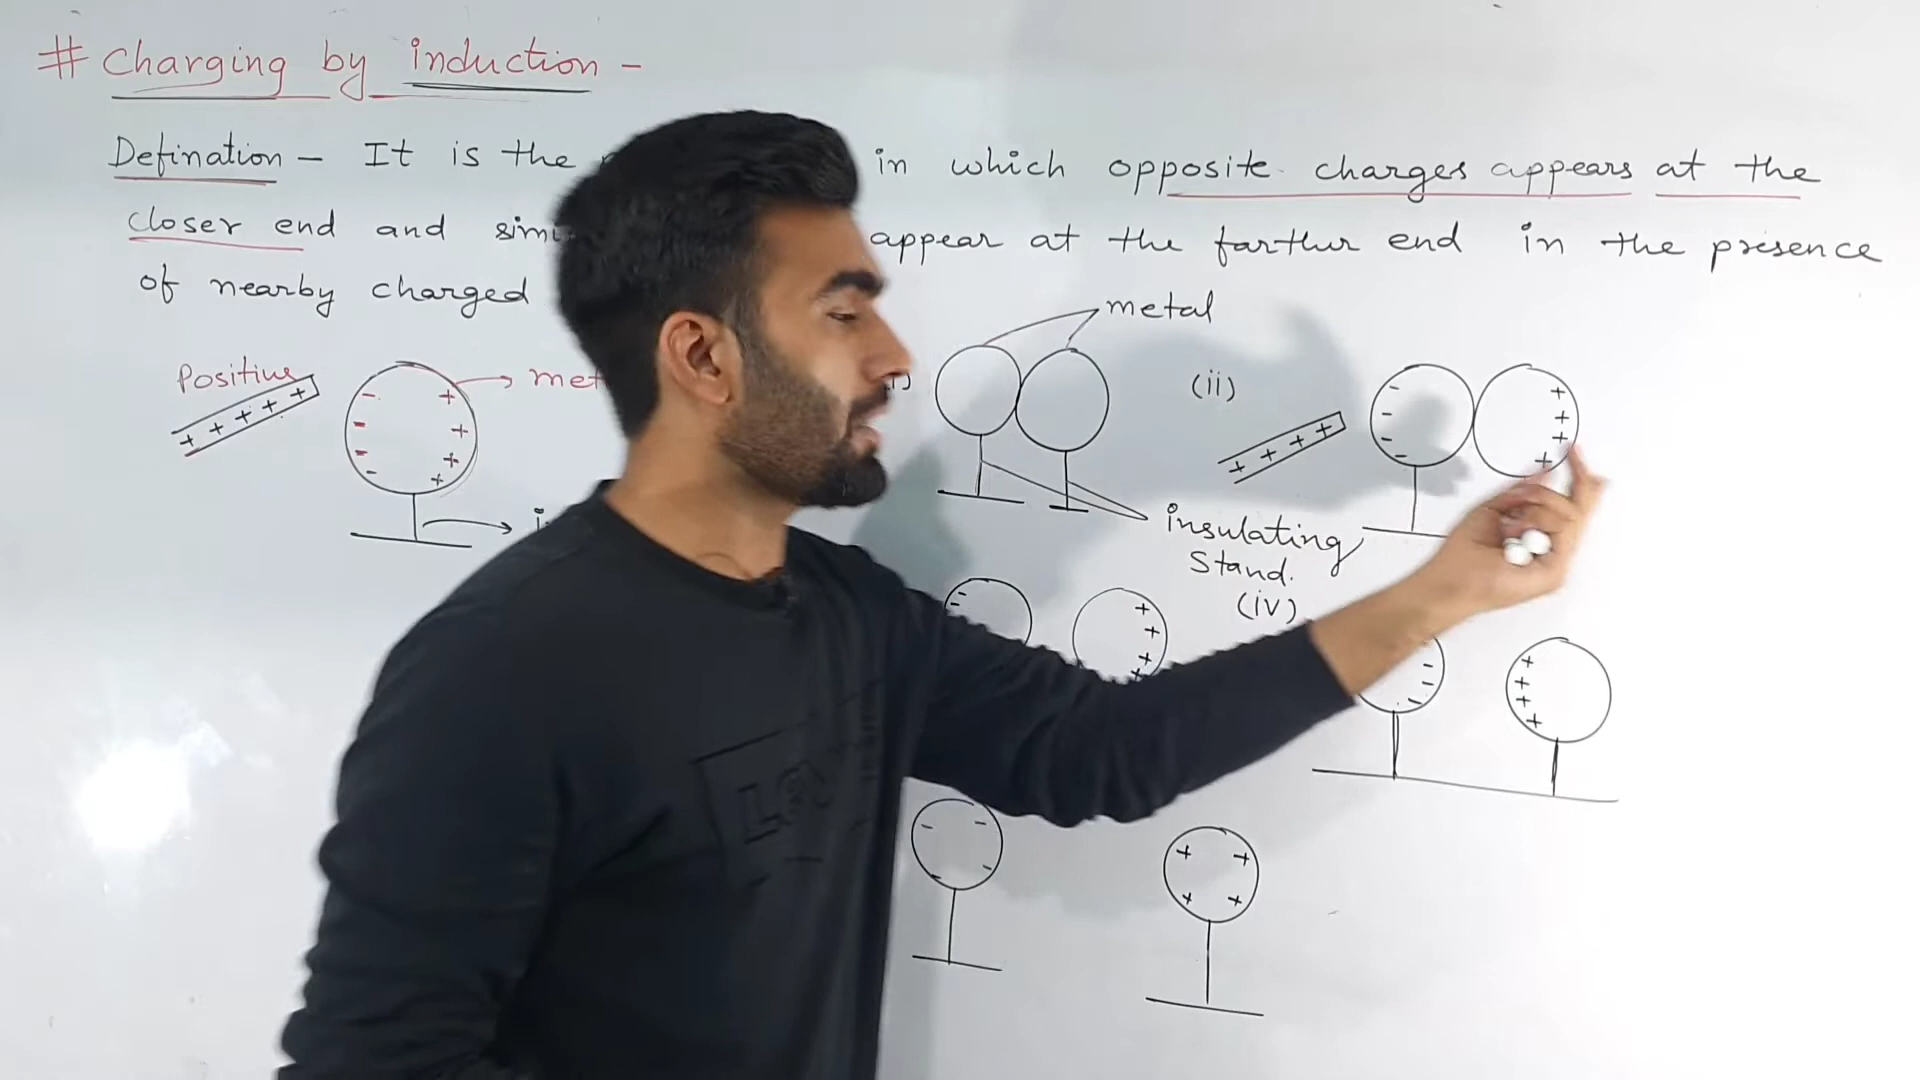 # Charging by induction -
Defination - It is the in which opposite charges appears at the
closer end and appear at the farthur end in the presence
of nearby charged
metal
Positive
(ii)
insulating
Stand.
(iv)